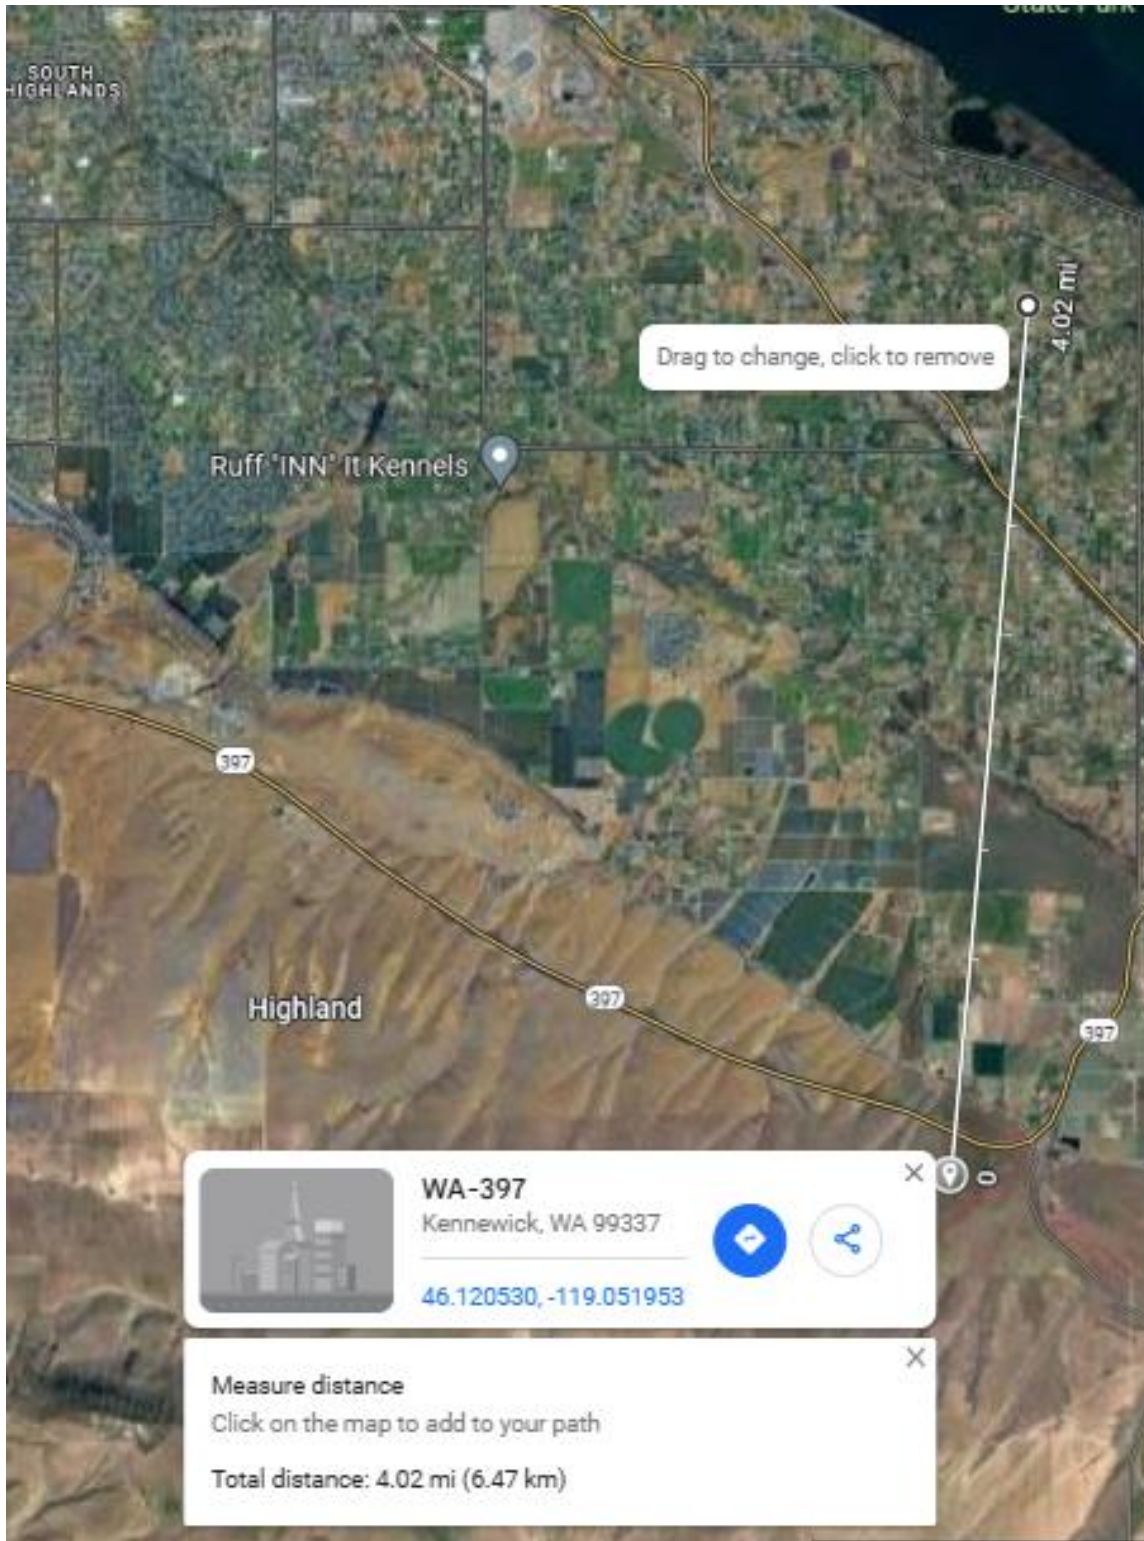 State Park
SOUTH
HIGHLANDS
4.02 mi
Drag to change, click to remove
Ruff "INN" It Kennels
397
Highland
397
397
0
WA-397
Kennewick, WA 99337
46.120530, -119.051953
Measure distance
Click on the map to add to your path
Total distance: 4.02 mi (6.47 km)